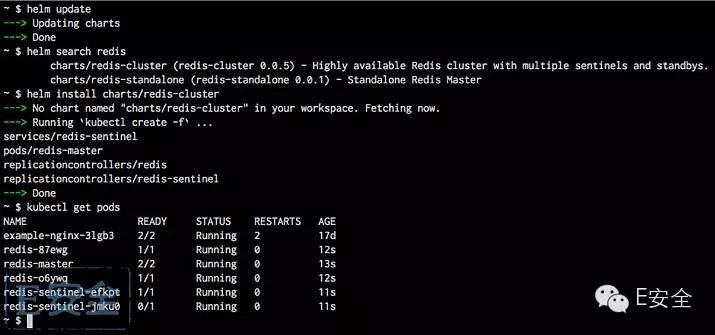 ~ $ helm update
---> Updating charts
---> Done
~ $ helm search redis
charts/redis-cluster (redis-cluster 0.0.5) - Highly available Redis cluster with multiple sentinels and standbys.
charts/redis-standalone (redis-standalone 0.0.1) - Standalone Redis Master
~ $ helm install charts/redis-cluster
---> No chart named "charts/redis-cluster" in your workspace. Fetching now.
---> Running `kubectl create -f` ...
services/redis-sentinel
pods/redis-master
replicationcontrollers/redis
replicationcontrollers/redis-sentinel
---> Done
~ $ kubectl get pods
NAME READY STATUS RESTARTS AGE
example-nginx-3lgb3 2/2 Running 2 17d
redis-87ewg 1/1 Running 0 12s
redis-master 2/2 Running 0 13s
redis-o6ywq 1/1 Running 0 12s
redis-sentinel-efkpt 1/1 Running 0 11s
redis-sentinel-jmku0 0/1 Running 0 11s
~ $
E安全
E安全